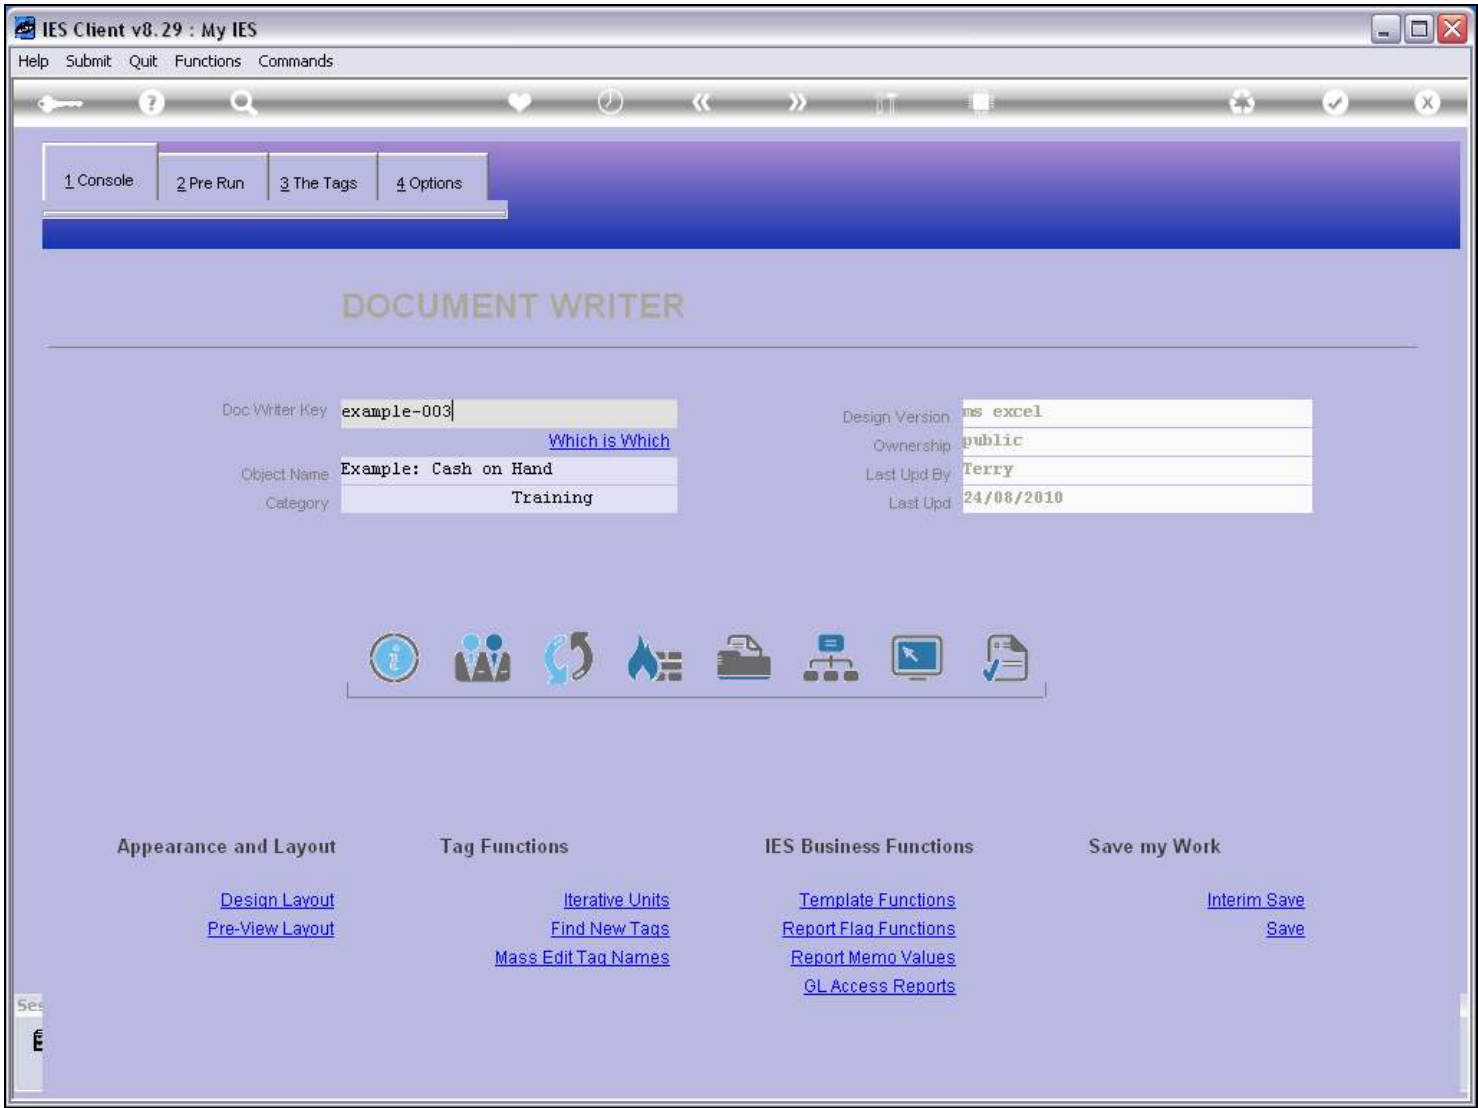 IES Client v8.29 : My IES
Help Submit Quit Functions Commands
1 Console 2 Pre Run 3 The Tags 4 Options
DOCUMENT WRITER
Doc Writer Key example-003 Design Version ms excel
Which is Which Ownership public
Object Name Example: Cash on Hand Last Upd By Terry
Category Training Last Upd 24/08/2010
Appearance and Layout Tag Functions IES Business Functions Save my Work
Design Layout Iterative Units Template Functions Interim Save
Pre-View Layout Find New Tags Report Flag Functions Save
Mass Edit Tag Names Report Memo Values
GL Access Reports